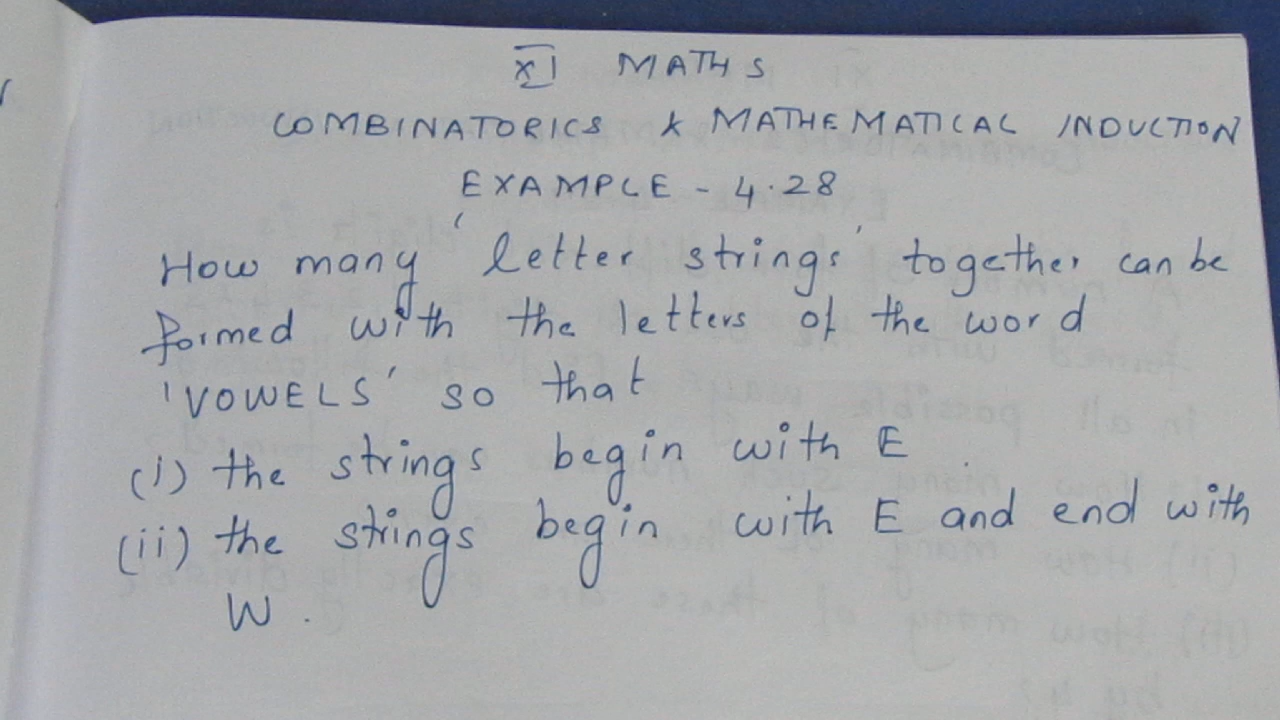 XI MATHS
COMBINATORICS & MATHEMATICAL INDUCTION
EXAMPLE - 4.28
How many 'letter strings' together can be
formed with the letters of the word
'VOWELS' so that
(i) the strings begin with E.
(ii) the strings begin with E and end with
W.